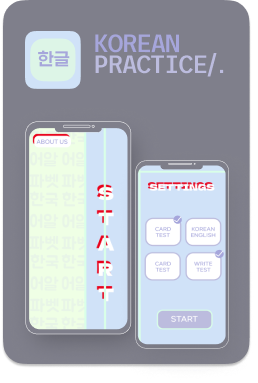 한글
KOREAN
PRACTICE/.
ABOUT US
START
SETTINGS
CARD
TEST
KOREAN
ENGLISH
CARD
TEST
WRITE
TEST
START